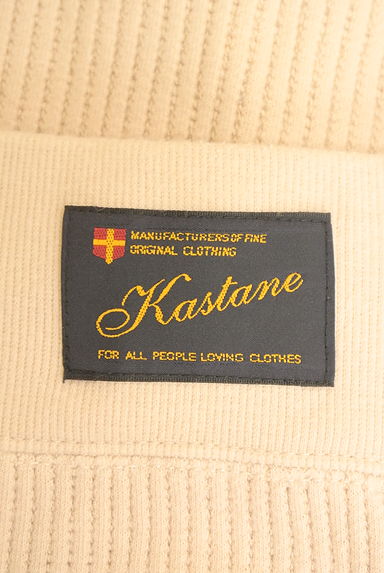 MANUFACTURERS OF FINE
ORIGINAL CLOTHING
Kastane
FOR ALL PEOPLE LOVING CLOTHES